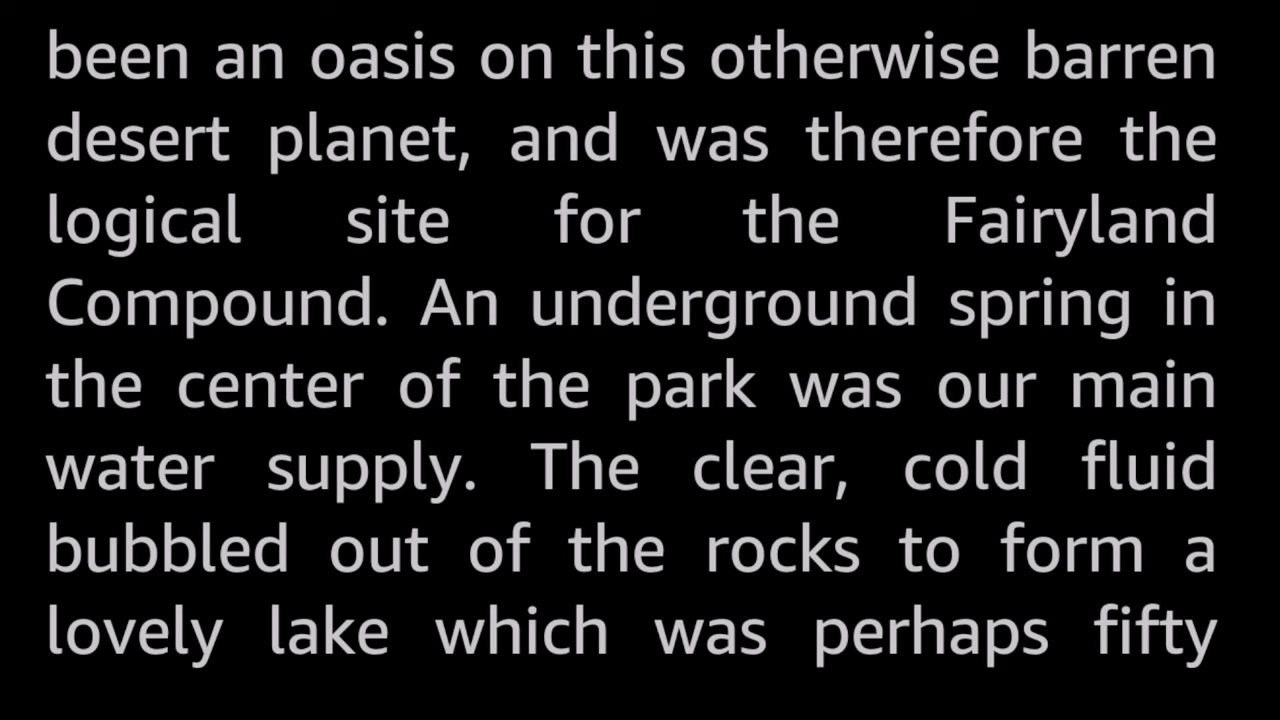 been an oasis on this otherwise barren
desert planet, and was therefore the
logical site for the Fairyland
Compound. An underground spring in
the center of the park was our main
water supply. The clear, cold fluid
bubbled out of the rocks to form a
lovely lake which was perhaps fifty